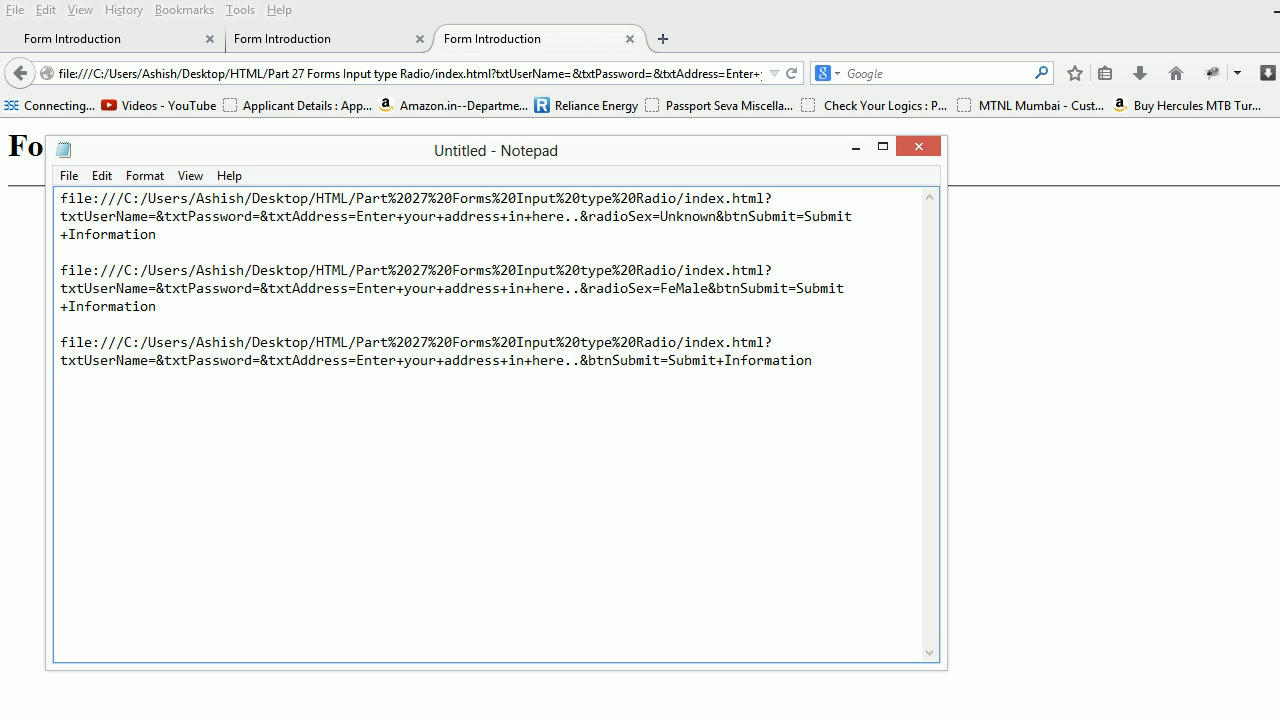 File Edit View History Bookmarks Tools Help
Form Introduction Form Introduction Form Introduction
file:///C:/Users/Ashish/Desktop/HTML/Part 27 Forms Input type Radio/index.html?txtUserName=&txtPassword=&txtAddress=Enter+ Google
Connecting... Videos - YouTube Applicant Details : App... Amazon.in--Departme... Reliance Energy Passport Seva Miscella... Check Your Logics : P... MTNL Mumbai - Cust... Buy Hercules MTB Tur...
Fo
Untitled - Notepad
File Edit Format View Help
file:///C:/Users/Ashish/Desktop/HTML/Part%2027%20Forms%20Input%20type%20Radio/index.html?
txtUserName=&txtPassword=&txtAddress=Enter+your+address+in+here..&radioSex=Unknown&btnSubmit=Submit
+Information
file:///C:/Users/Ashish/Desktop/HTML/Part%2027%20Forms%20Input%20type%20Radio/index.html?
txtUserName=&txtPassword=&txtAddress=Enter+your+address+in+here..&radioSex=FeMale&btnSubmit=Submit
+Information
file:///C:/Users/Ashish/Desktop/HTML/Part%2027%20Forms%20Input%20type%20Radio/index.html?
txtUserName=&txtPassword=&txtAddress=Enter+your+address+in+here..&btnSubmit=Submit+Information